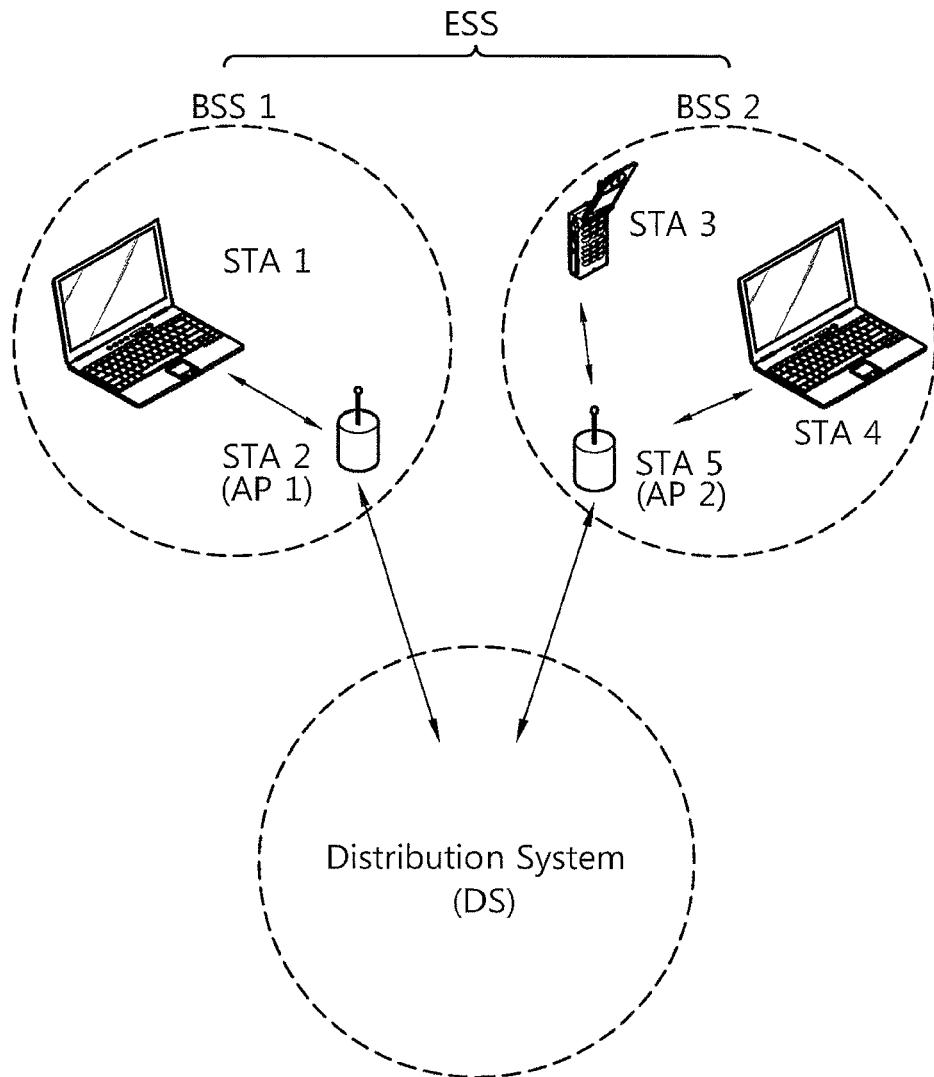 ESS
BSS 1
BSS 2
STA 1
STA 2
(AP 1)
STA 3
STA 4
STA 5
(AP 2)
Distribution System
(DS)